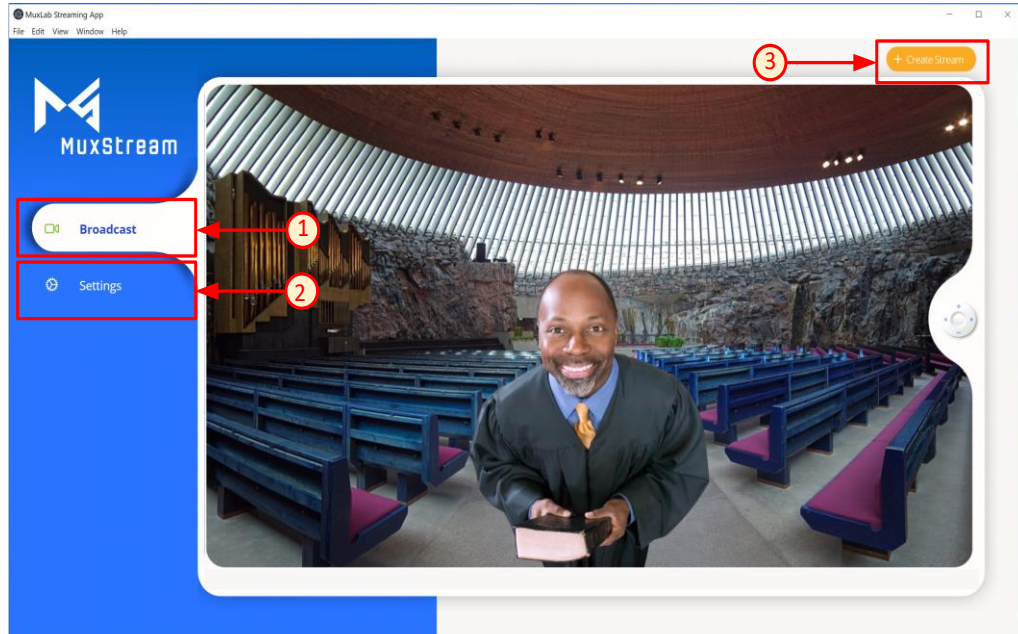 MuxLab Streaming App
File Edit View Window Help
3
+ Create Stream
MuxStream
Broadcast
1
Settings
2